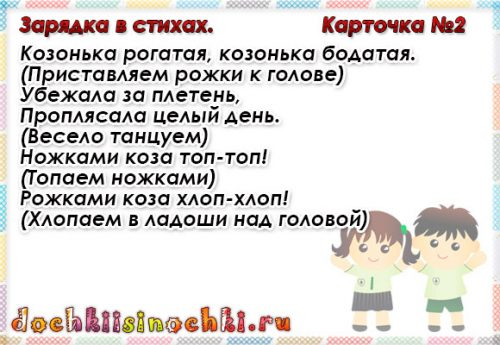 Зарядка в стихах. Карточка №2
Козонька рогатая, козонька бодатая.
(Приставляем рожки к голове)
Убежала за плетень,
Проплясала целый день.
(Весело танцуем)
Ножками коза топ-топ!
(Топаем ножками)
Рожками коза хлоп-хлоп!
(Хлопаем в ладоши над головой)
dochkiisinochki.ru